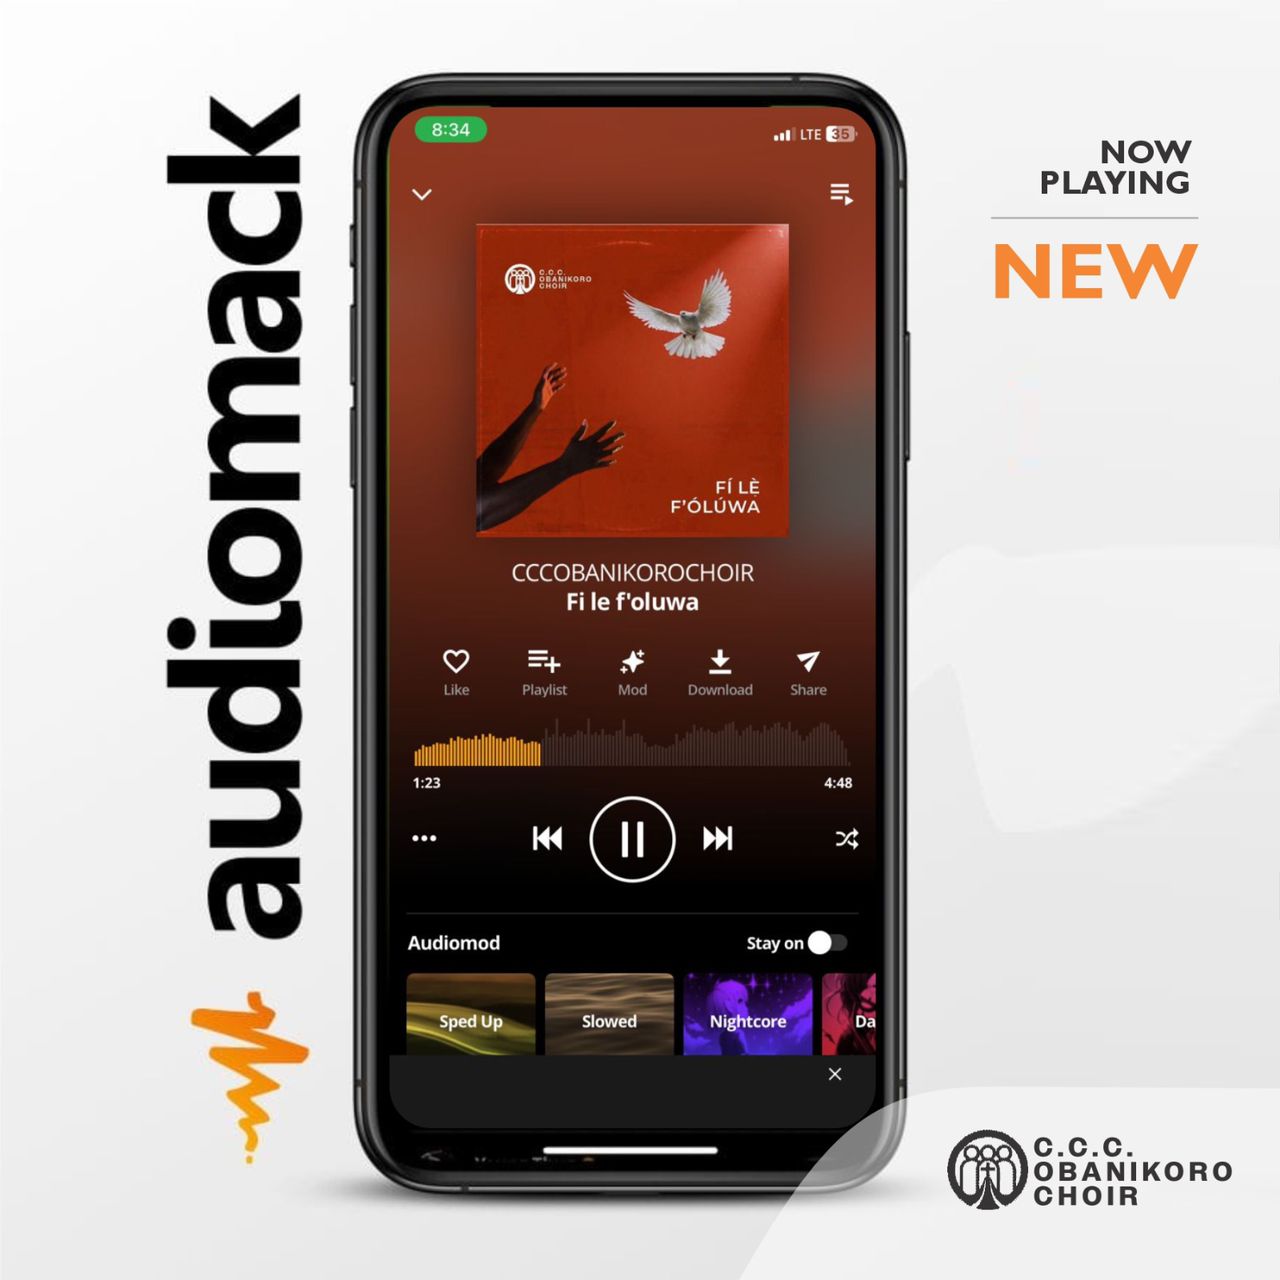 audiomack
8:34
LTE 35
NOW
PLAYING
NEW
C.C.C.
OBANIKORO
CHOIR
FÍ LẸ̀
F'ÓLÚWA
CCCOBANIKOROCHOIR
Fi le f'oluwa
Like Playlist Mod Download Share
1:23 4:48
Audiomod Stay on
Sped Up Slowed Nightcore Da
C.C.C.
OBANIKORO
CHOIR